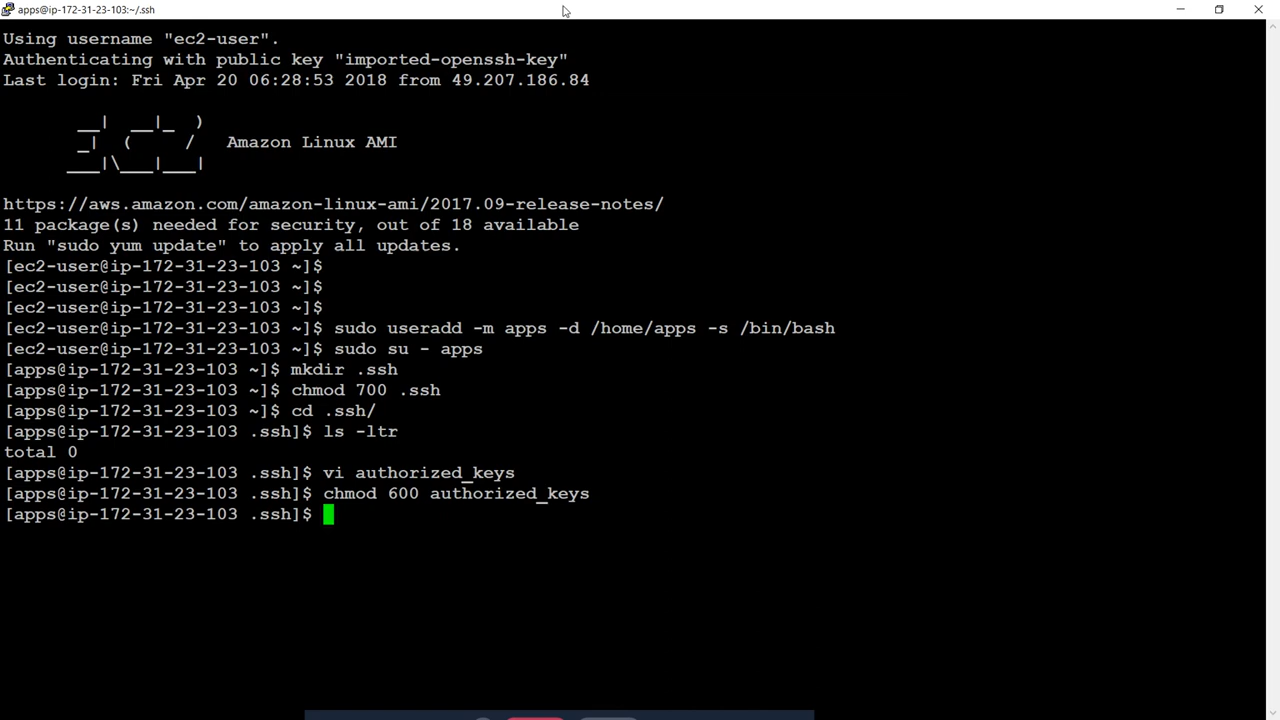 apps@ip-172-31-23-103:~/.ssh
Using username "ec2-user".
Authenticating with public key "imported-openssh-key"
Last login: Fri Apr 20 06:28:53 2018 from 49.207.186.84
__|  __|_  )
_|  (     /   Amazon Linux AMI
___|\___|___|
https://aws.amazon.com/amazon-linux-ami/2017.09-release-notes/
11 package(s) needed for security, out of 18 available
Run "sudo yum update" to apply all updates.
[ec2-user@ip-172-31-23-103 ~]$
[ec2-user@ip-172-31-23-103 ~]$
[ec2-user@ip-172-31-23-103 ~]$
[ec2-user@ip-172-31-23-103 ~]$ sudo useradd -m apps -d /home/apps -s /bin/bash
[ec2-user@ip-172-31-23-103 ~]$ sudo su - apps
[apps@ip-172-31-23-103 ~]$ mkdir .ssh
[apps@ip-172-31-23-103 ~]$ chmod 700 .ssh
[apps@ip-172-31-23-103 ~]$ cd .ssh/
[apps@ip-172-31-23-103 .ssh]$ ls -ltr
total 0
[apps@ip-172-31-23-103 .ssh]$ vi authorized_keys
[apps@ip-172-31-23-103 .ssh]$ chmod 600 authorized_keys
[apps@ip-172-31-23-103 .ssh]$